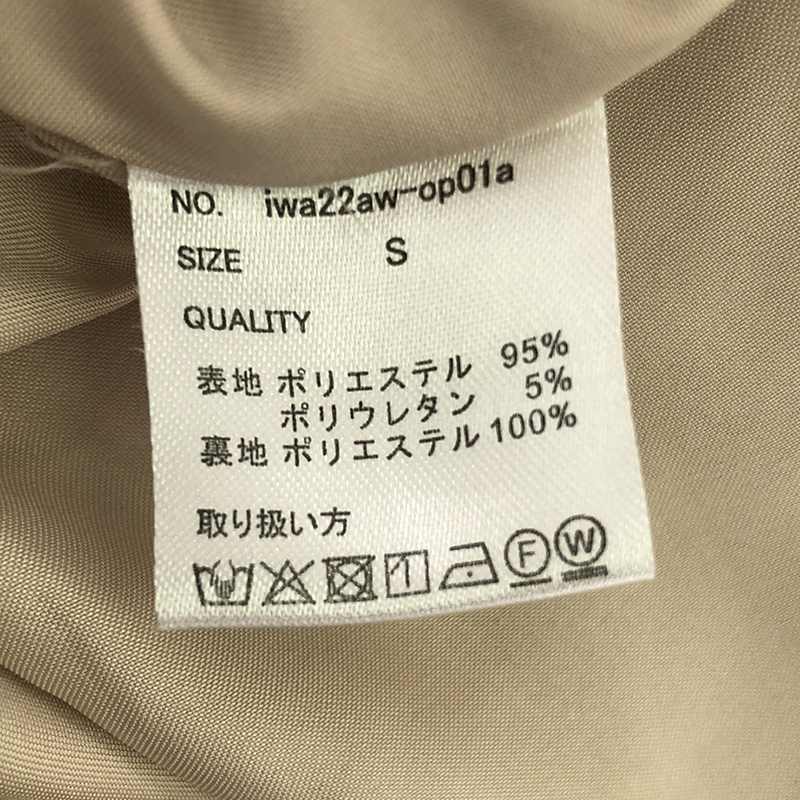 NO. iwa22aw-op01a
SIZE S
QUALITY
表地 ポリエステル 95%
ポリウレタン 5%
裏地 ポリエステル 100%
取り扱い方
F W